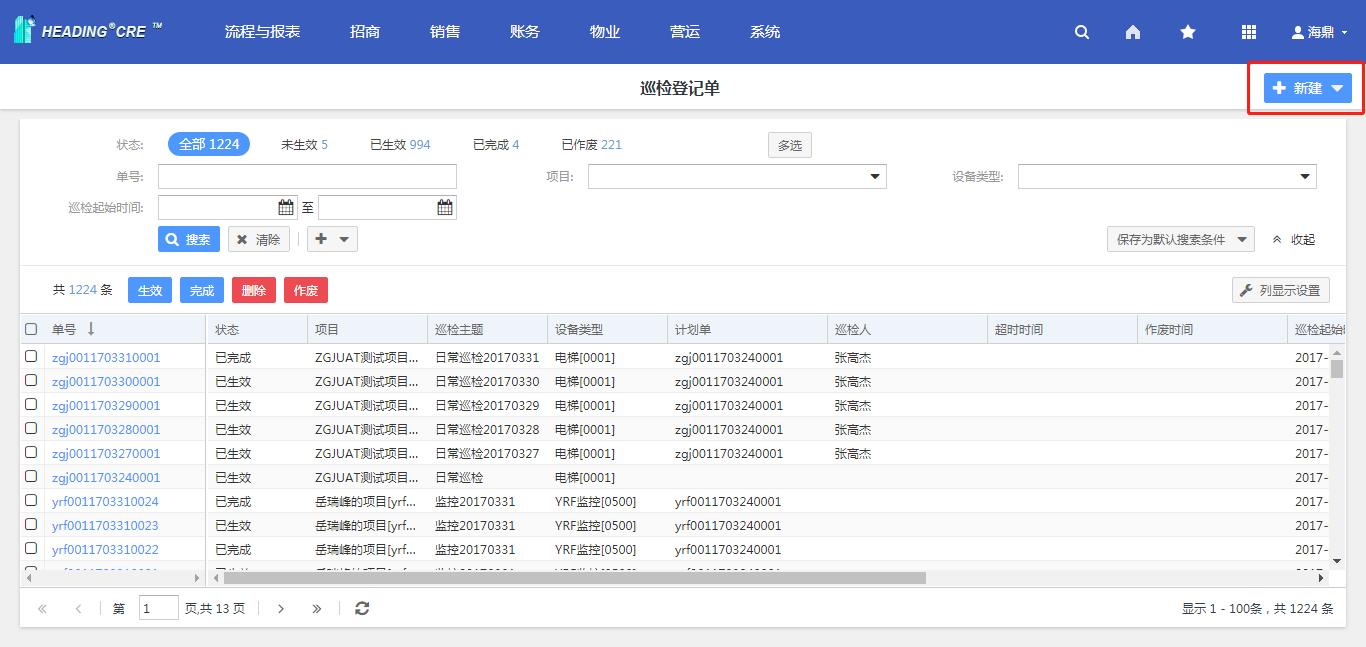 HEADING®CRE ™ 流程与报表 招商 销售 账务 物业 营运 系统 海鼎
巡检登记单 新建
状态: 全部 1224 未生效 5 已生效 994 已完成 4 已作废 221 多选
单号: 项目: 设备类型:
巡检起始时间: 至
搜索 清除 保存为默认搜索条件 收起
共 1224 条 生效 完成 删除 作废 列显示设置
单号 状态 项目 巡检主题 设备类型 计划单 巡检人 超时时间 作废时间 巡检起始
zgj0011703310001 已完成 ZGJUAT测试项目... 日常巡检20170331 电梯[0001] zgj0011703240001 张高杰 2017-
zgj0011703300001 已生效 ZGJUAT测试项目... 日常巡检20170330 电梯[0001] zgj0011703240001 张高杰 2017-
zgj0011703290001 已生效 ZGJUAT测试项目... 日常巡检20170329 电梯[0001] zgj0011703240001 张高杰 2017-
zgj0011703280001 已生效 ZGJUAT测试项目... 日常巡检20170328 电梯[0001] zgj0011703240001 张高杰 2017-
zgj0011703270001 已生效 ZGJUAT测试项目... 日常巡检20170327 电梯[0001] zgj0011703240001 张高杰 2017-
zgj0011703240001 已生效 ZGJUAT测试项目... 日常巡检 电梯[0001] 2017-
yrf0011703310024 已完成 岳瑞峰的项目[yrf... 监控20170331 YRF监控[0500] yrf0011703240001 2017-
yrf0011703310023 已生效 岳瑞峰的项目[yrf... 监控20170331 YRF监控[0500] yrf0011703240001 2017-
yrf0011703310022 已完成 岳瑞峰的项目[yrf... 监控20170331 YRF监控[0500] yrf0011703240001 2017-
第 1 页,共 13 页 显示 1 - 100条，共 1224 条